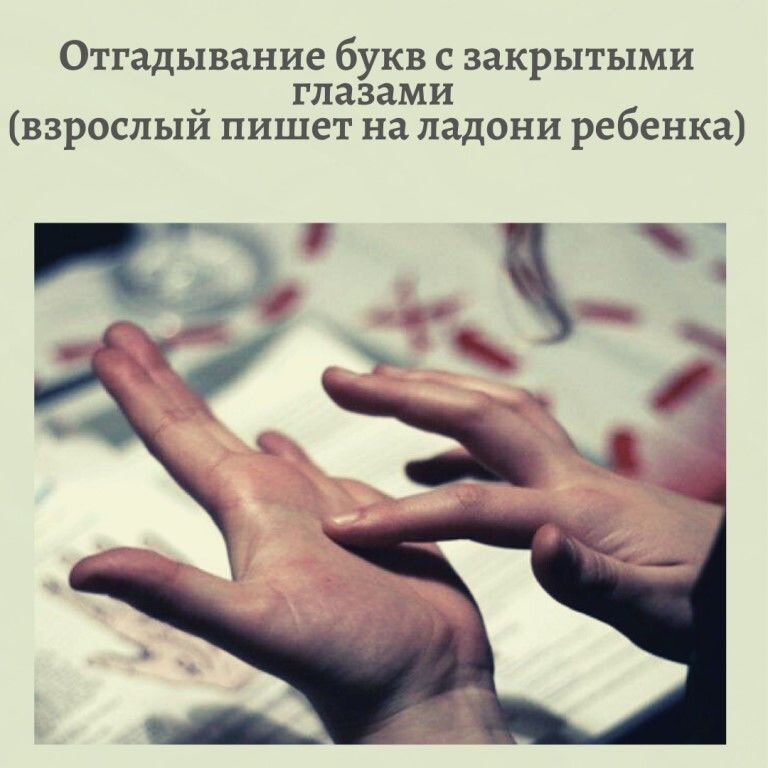 Отгадывание букв с закрытыми
глазами
(взрослый пишет на ладони ребенка)